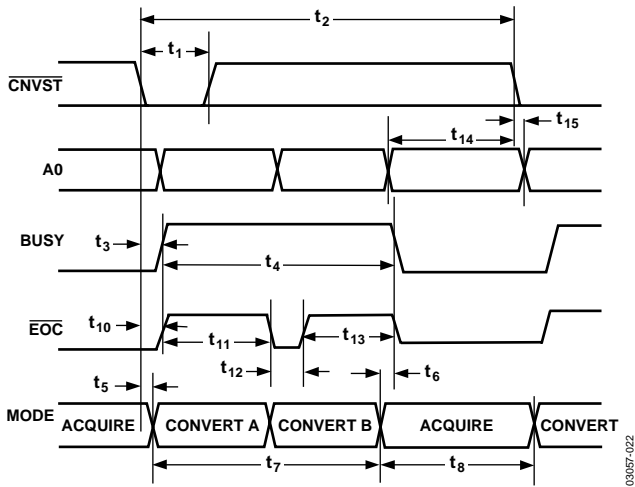 t2
t1
CNVST
t14
t15
A0
BUSY
t3
t4
EOC
t10
t11
t12
t13
t6
t5
MODE
ACQUIRE
CONVERT A
CONVERT B
ACQUIRE
CONVERT
t7
t8
03057-022